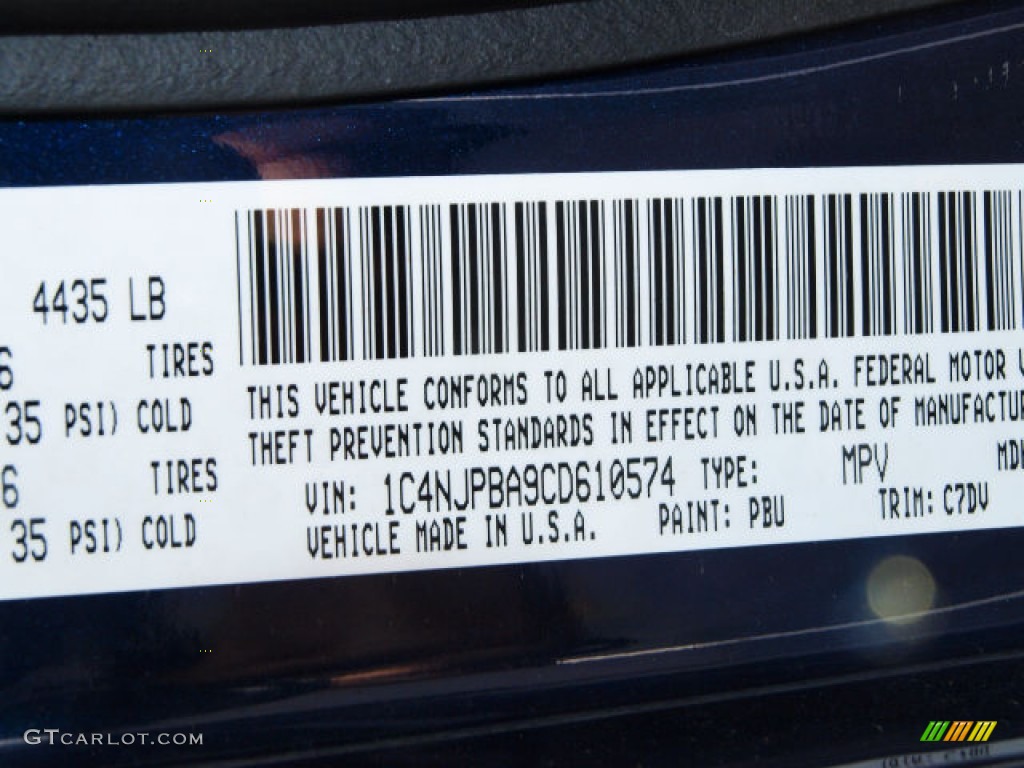 4435 LB
6 TIRES
35 PSI) COLD
6 TIRES
35 PSI) COLD
THIS VEHICLE CONFORMS TO ALL APPLICABLE U.S.A. FEDERAL MOTOR
THEFT PREVENTION STANDARDS IN EFFECT ON THE DATE OF MANUFACTU
VIN: 1C4NJPBA9CD610574 TYPE: MPV
VEHICLE MADE IN U.S.A. PAINT: PBU TRIM: C7DV
GTCARLOT.COM